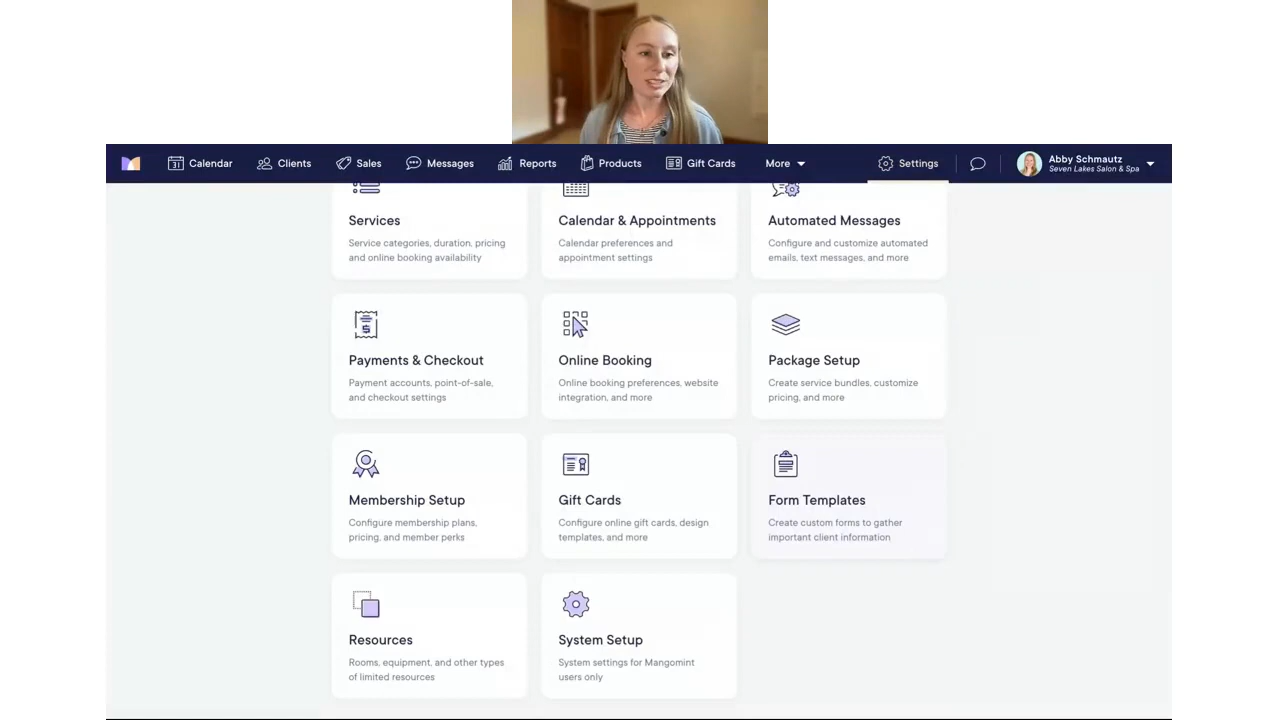 Calendar
Clients
Sales
Messages
Reports
Products
Gift Cards
More
Settings
Abby Schmautz
Seven Lakes Salon & Spa
Services
Service categories, duration, pricing
and online booking availability
Calendar & Appointments
Calendar preferences and
appointment settings
Automated Messages
Configure and customize automated
emails, text messages, and more
Payments & Checkout
Payment accounts, point-of-sale,
and checkout settings
Online Booking
Online booking preferences, website
integration, and more
Package Setup
Create service bundles, customize
pricing, and more
Membership Setup
Configure membership plans,
pricing, and member perks
Gift Cards
Configure online gift cards, design
templates, and more
Form Templates
Create custom forms to gather
important client information
Resources
Rooms, equipment, and other types
of limited resources
System Setup
System settings for Mangomint
users only